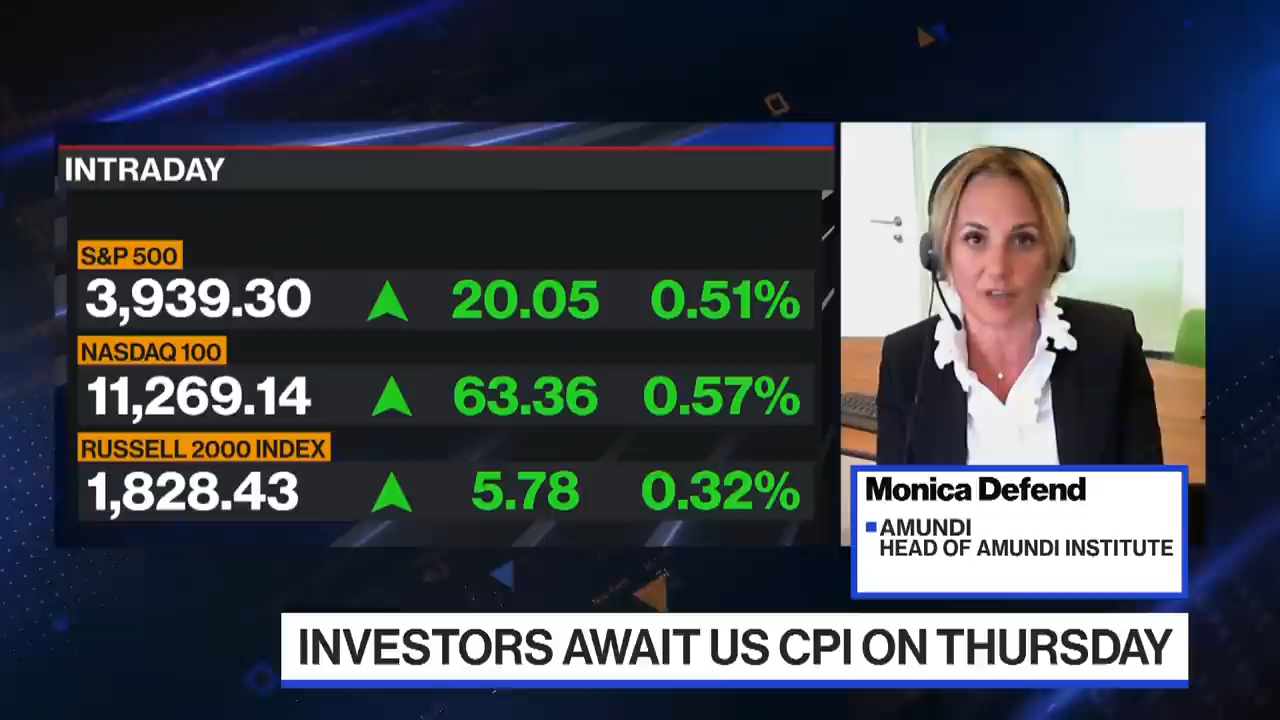 INTRADAY
S&P 500
3,939.30 20.05 0.51%
NASDAQ 100
11,269.14 63.36 0.57%
RUSSELL 2000 INDEX
1,828.43 5.78 0.32%
Monica Defend
AMUNDI
HEAD OF AMUNDI INSTITUTE
INVESTORS AWAIT US CPI ON THURSDAY